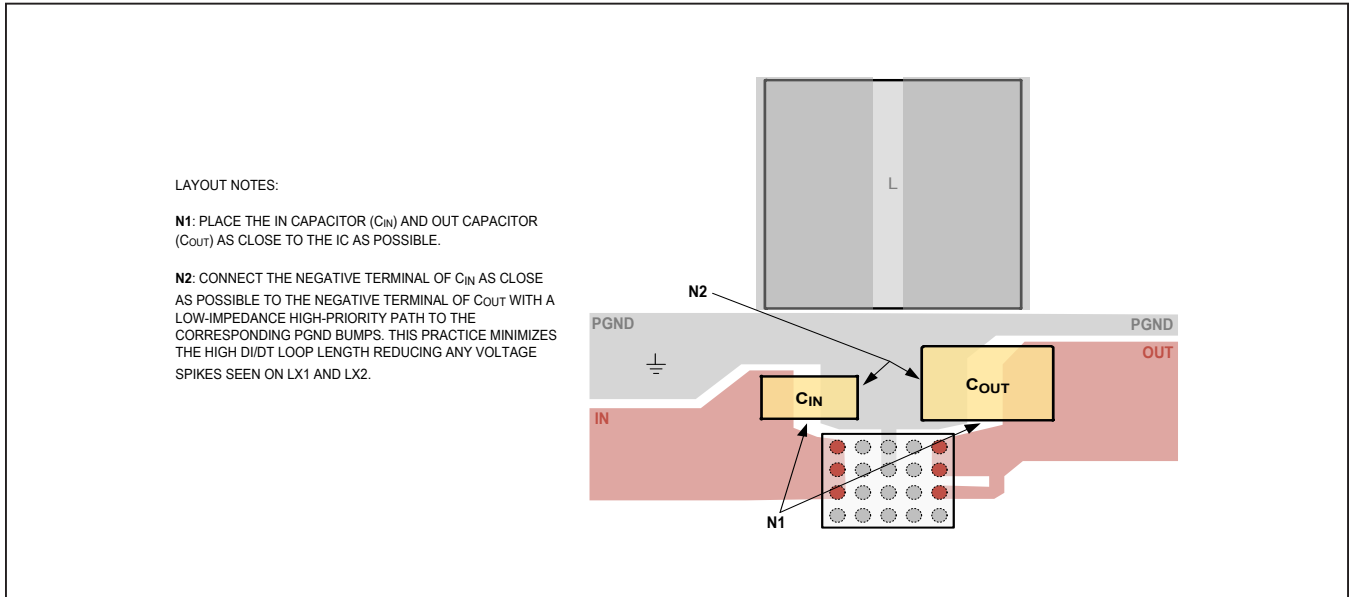 LAYOUT NOTES:
N1: PLACE THE IN CAPACITOR (CIN) AND OUT CAPACITOR
(COUT) AS CLOSE TO THE IC AS POSSIBLE.
N2: CONNECT THE NEGATIVE TERMINAL OF CIN AS CLOSE
AS POSSIBLE TO THE NEGATIVE TERMINAL OF COUT WITH A
LOW-IMPEDANCE HIGH-PRIORITY PATH TO THE
CORRESPONDING PGND BUMPS. THIS PRACTICE MINIMIZES
THE HIGH DI/DT LOOP LENGTH REDUCING ANY VOLTAGE
SPIKES SEEN ON LX1 AND LX2.
L
N2
PGND
PGND
OUT
CIN
COUT
IN
N1